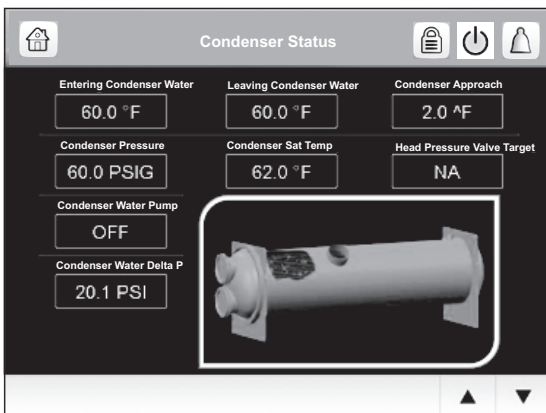 Condenser Status
Entering Condenser Water
Leaving Condenser Water
Condenser Approach
60.0 °F
60.0 °F
2.0 ^F
Condenser Pressure
Condenser Sat Temp
Head Pressure Valve Target
60.0 PSIG
62.0 °F
NA
Condenser Water Pump
OFF
Condenser Water Delta P
20.1 PSI